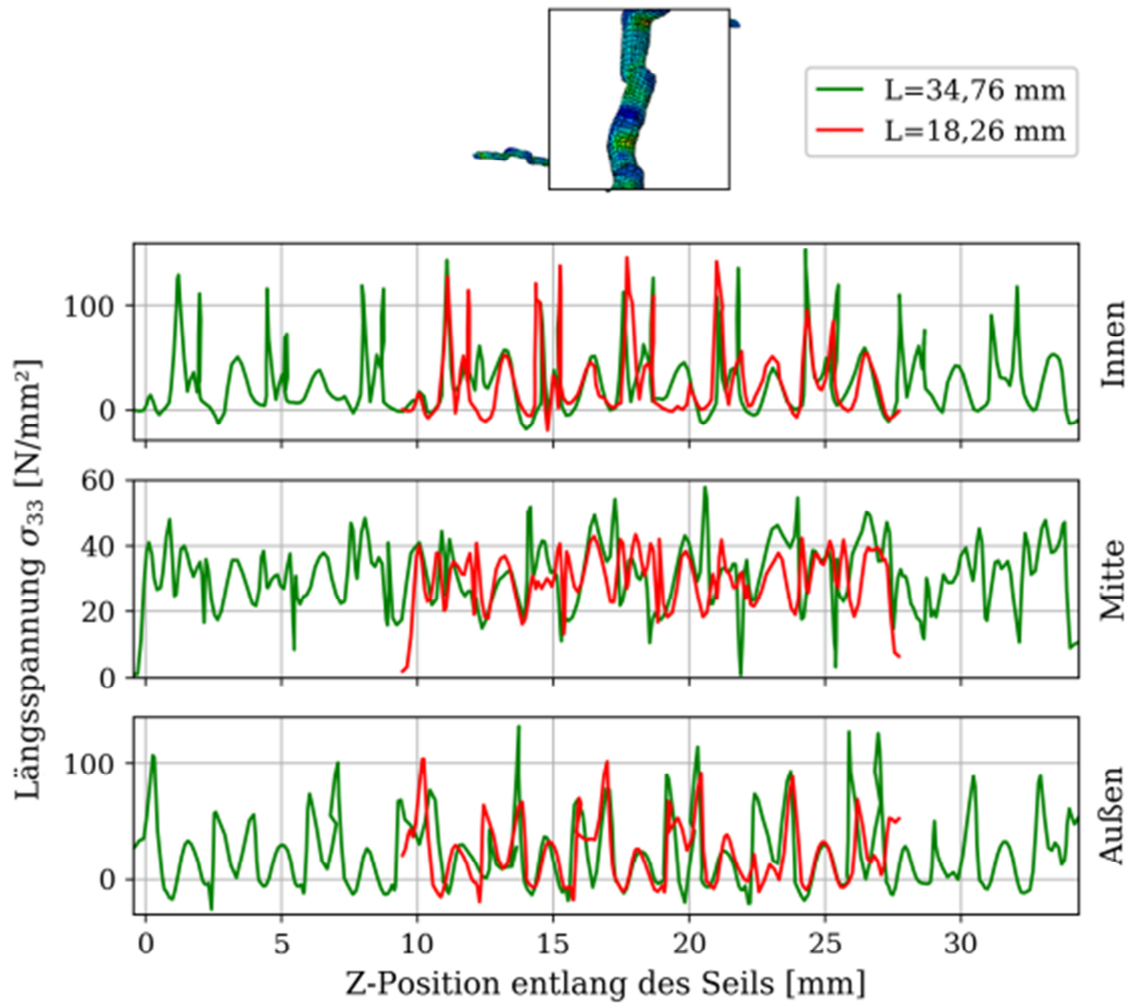 L=34,76 mm
L=18,26 mm
Längsspannung σ33 [N/mm²]
100
0
Innen
60
40
20
0
Mitte
100
0
Außen
0 5 10 15 20 25 30
Z-Position entlang des Seils [mm]